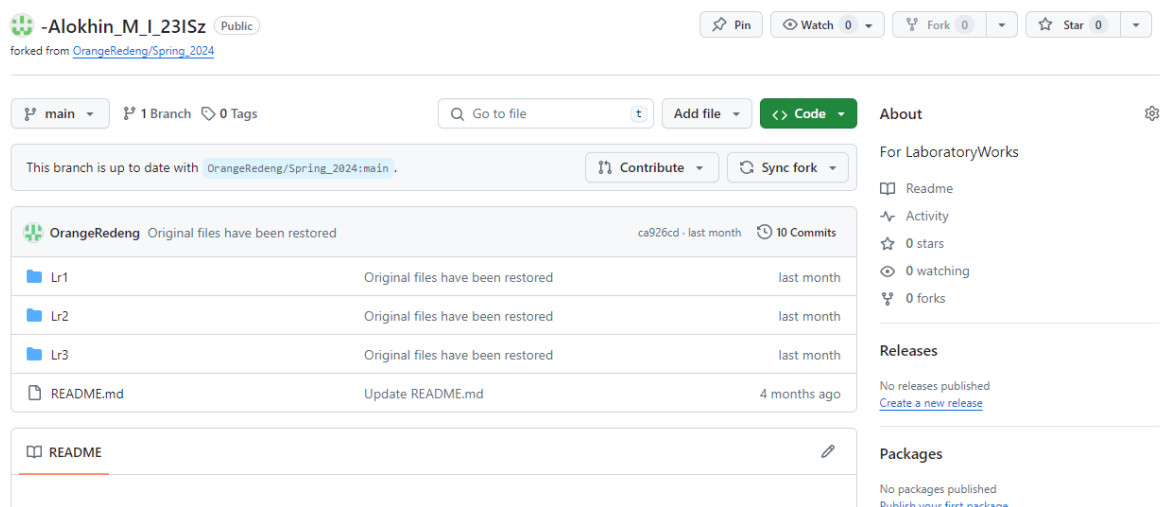 -Alokhin_M_I_23ISz Public Pin Watch 0 Fork 0 Star 0
forked from OrangeRedeng/Spring_2024
main 1 Branch 0 Tags Go to file t Add file Code
This branch is up to date with OrangeRedeng/Spring_2024:main. Contribute Sync fork
OrangeRedeng Original files have been restored ca926cd · last month 10 Commits
Lr1 Original files have been restored last month
Lr2 Original files have been restored last month
Lr3 Original files have been restored last month
README.md Update README.md 4 months ago
README
About
For LaboratoryWorks
Readme
Activity
0 stars
0 watching
0 forks
Releases
No releases published
Create a new release
Packages
No packages published
Publish your first package